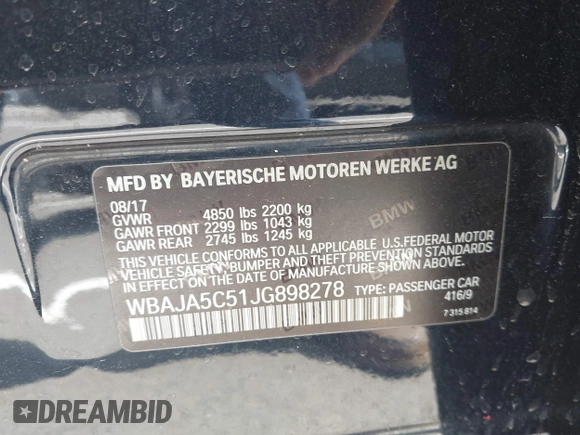 MFD BY BAYERISCHE MOTOREN WERKE AG
08/17
GVWR 4850 lbs 2200 kg
GAWR FRONT 2299 lbs 1043 kg
GAWR REAR 2745 lbs 1245 kg
THIS VEHICLE CONFORMS TO ALL APPLICABLE U.S.FEDERAL MOTOR
VEHICLE SAFETY, BUMPER AND THEFT PREVENTION STANDARDS
IN EFFECT ON THE DATE OF MANUFACTURE SHOWN ABOVE.
WBAJA5C51JG898278 TYPE: PASSENGER CAR
416/9
7 315 814
BMW
DREAMBID